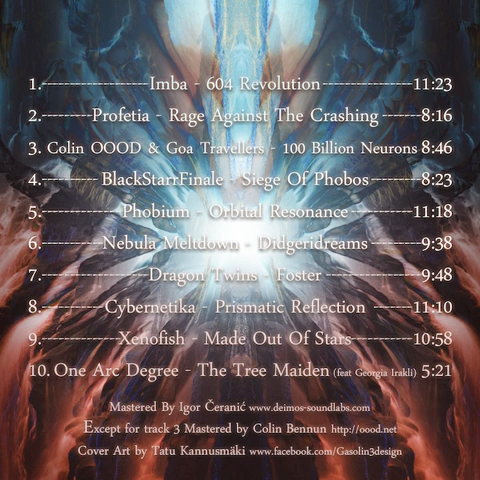 1.------------------Imba - 604 Revolution----------------11:23
2.--------Profetia - Rage Against The Crashing ------8:16
3. Colin OOOD & Goa Travellers - 100 Billion Neurons 8:46
4.---------- BlackStarrFinale - Siege Of Phobos---------8:23
5.-------------Phobium - Orbital Resonance-----------11:18
6.----------Nebula Meltdown - Didgeridreams ---------9:38
7.------------------Dragon Twins - Foster ----------------9:48
8.----------Cybernetika - Prismatic Reflection --------11:10
9.-------------Xenofish - Made Out Of Stars-----------10:58
10. One Arc Degree - The Tree Maiden (feat Georgia Irakli) 5:21
Mastered By Igor Čeranić www.deimos-soundlabs.com
Except for track 3 Mastered by Colin Bennun http://oood.net
Cover Art by Tatu Kannusmäki www.facebook.com/Gasolin3design